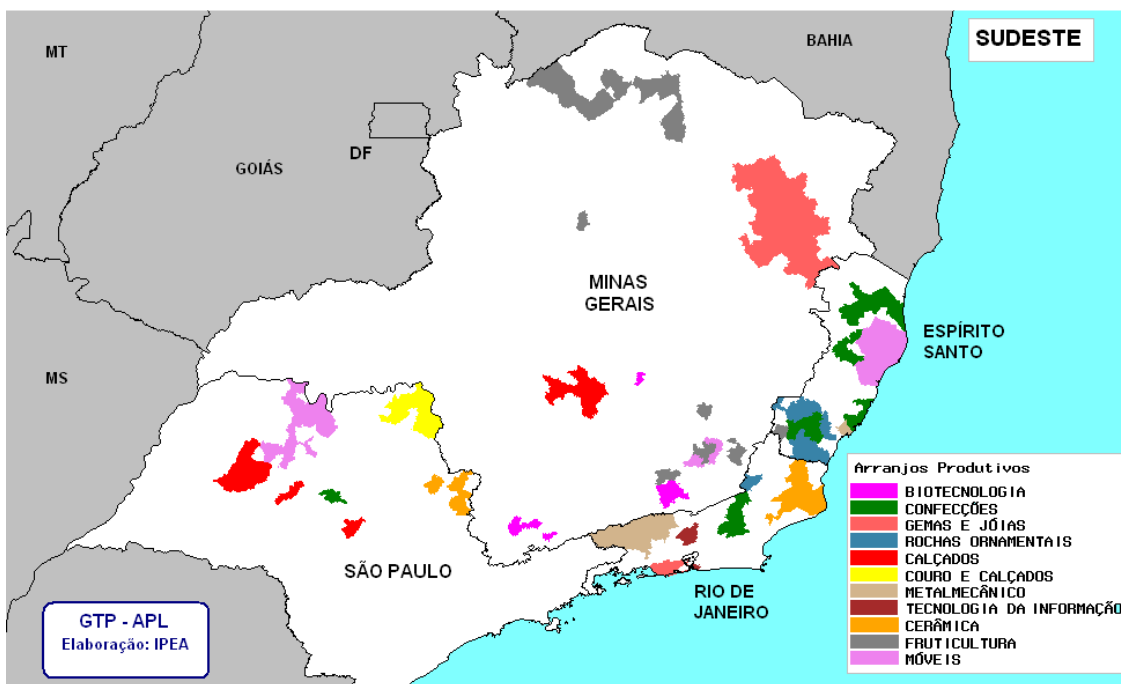 MT
BAHIA
SUDESTE
DF
GOIÁS
MINAS
GERAIS
ESPÍRITO
SANTO
MS
SÃO PAULO
RIO DE
JANEIRO
Arranjos Produtivos
BIOTECNOLOGIA
CONFECÇÕES
GEMAS E JÓIAS
ROCHAS ORNAMENTAIS
CALÇADOS
COURO E CALÇADOS
METALMECÂNICO
TECNOLOGIA DA INFORMAÇÃO
CERÂMICA
FRUTICULTURA
MÓVEIS
GTP - APL
Elaboração: IPEA